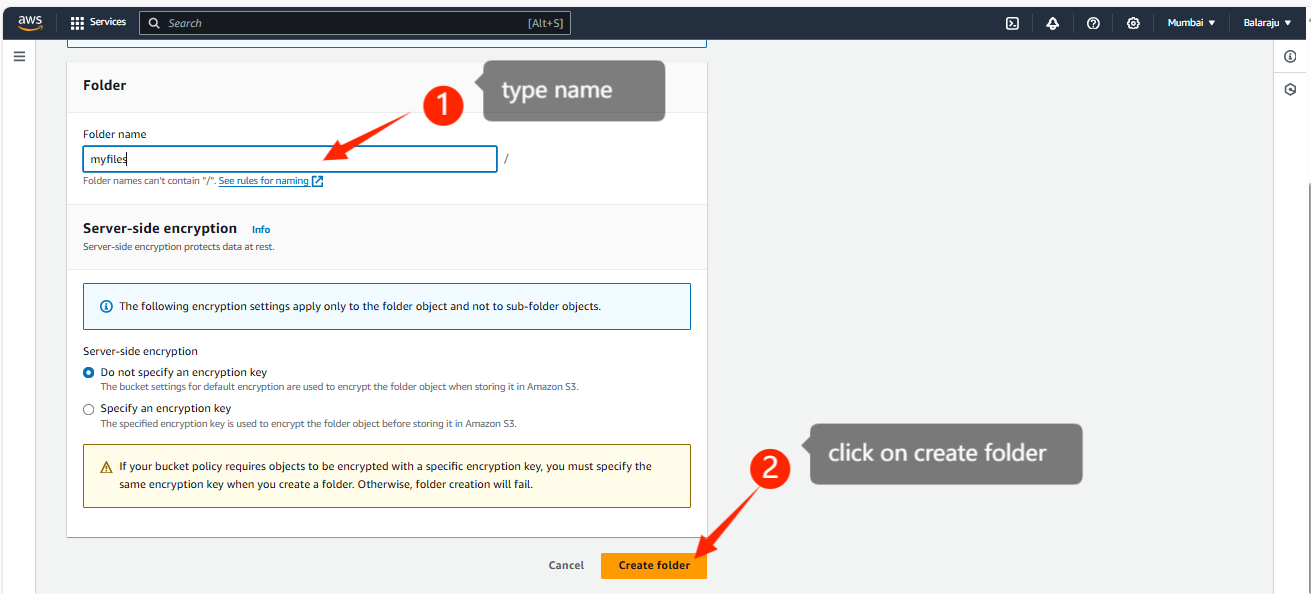 aws Services Search [Alt+S] Mumbai ▼ Balaraju ▼
Folder
type name
1
Folder name
myfiles /
Folder names can't contain "/". See rules for naming
Server-side encryption Info
Server-side encryption protects data at rest.
The following encryption settings apply only to the folder object and not to sub-folder objects.
Server-side encryption
Do not specify an encryption key
The bucket settings for default encryption are used to encrypt the folder object when storing it in Amazon S3.
Specify an encryption key
The specified encryption key is used to encrypt the folder object before storing it in Amazon S3.
If your bucket policy requires objects to be encrypted with a specific encryption key, you must specify the
same encryption key when you create a folder. Otherwise, folder creation will fail.
2
click on create folder
Cancel Create folder